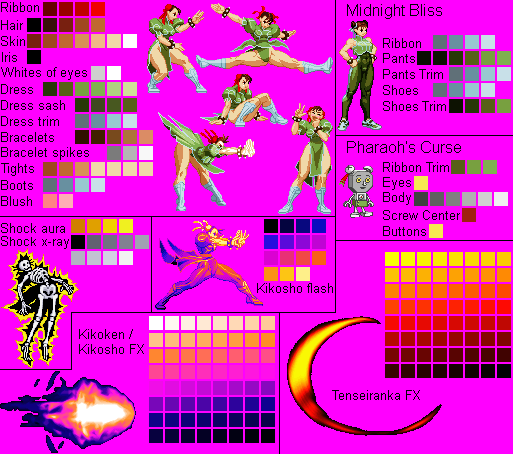 Ribbon
Hair
Skin
Iris
Whites of eyes
Dress
Dress sash
Dress trim
Bracelets
Bracelet spikes
Tights
Boots
Blush
Midnight Bliss
Ribbon
Pants
Pants Trim
Shoes
Shoes Trim
Pharaoh's Curse
Ribbon Trim
Eyes
Body
Screw Center
Buttons
Shock aura
Shock x-ray
Kikosho flash
Kikoken /
Kikosho FX
Tenseiranka FX